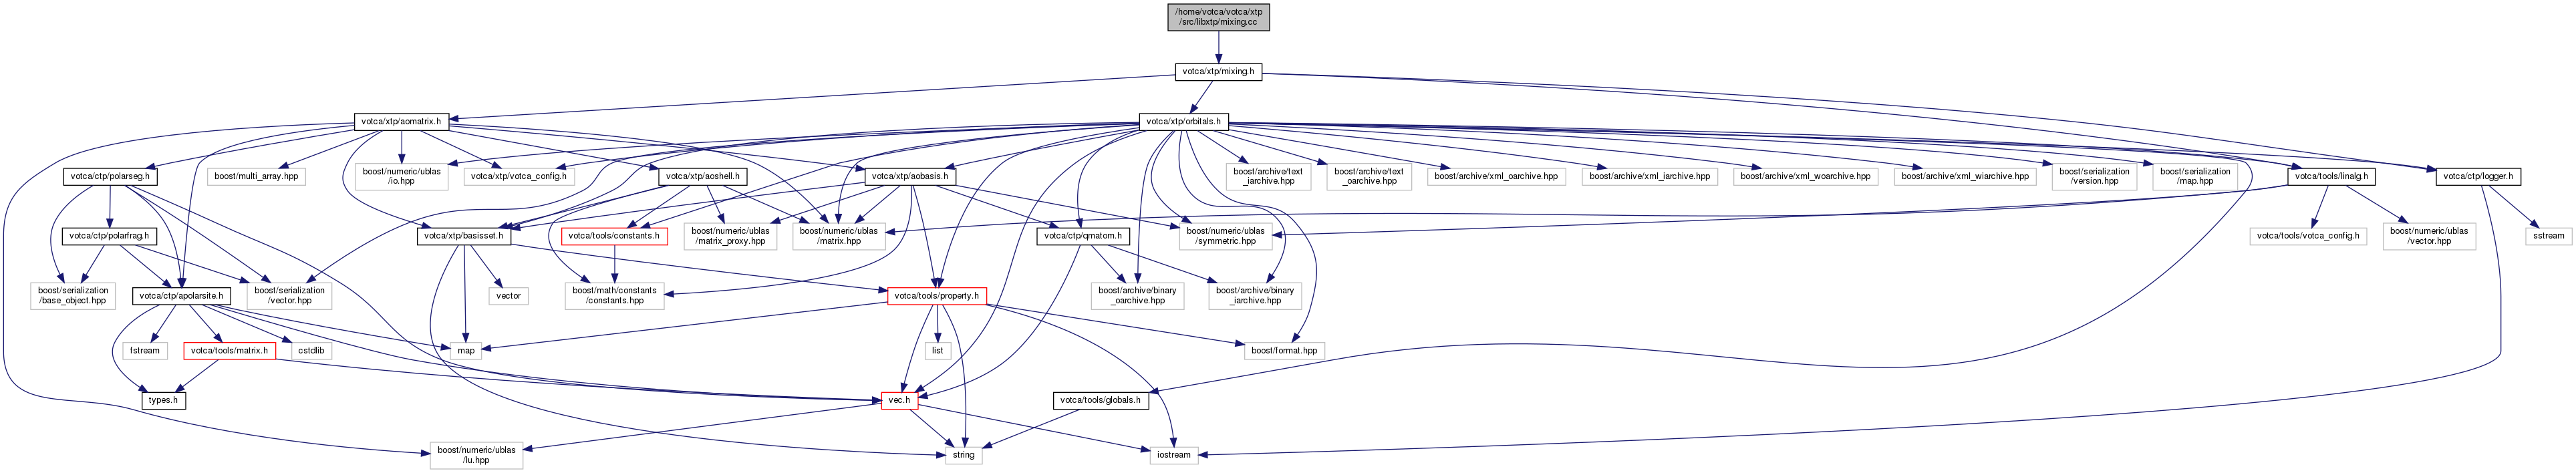 /home/votca/votca/xtp
/src/libxtp/mixing.cc
votca/xtp/mixing.h
votca/xtp/aomatrix.h
votca/xtp/orbitals.h
votca/ctp/polarseg.h
boost/multi_array.hpp
boost/numeric/ublas
/io.hpp
votca/xtp/votca_config.h
votca/xtp/aoshell.h
votca/xtp/aobasis.h
boost/archive/text
_iarchive.hpp
boost/archive/text
_oarchive.hpp
boost/archive/xml_oarchive.hpp
boost/archive/xml_iarchive.hpp
boost/archive/xml_woarchive.hpp
boost/archive/xml_wiarchive.hpp
boost/serialization
/version.hpp
boost/serialization
/map.hpp
votca/tools/linalg.h
votca/ctp/logger.h
votca/ctp/polarfrag.h
votca/xtp/basisset.h
votca/tools/constants.h
boost/numeric/ublas
/matrix_proxy.hpp
boost/numeric/ublas
/matrix.hpp
votca/ctp/qmatom.h
boost/numeric/ublas
/symmetric.hpp
votca/tools/votca_config.h
boost/numeric/ublas
/vector.hpp
sstream
boost/serialization
/base_object.hpp
votca/ctp/apolarsite.h
boost/serialization
/vector.hpp
vector
boost/math/constants
/constants.hpp
votca/tools/property.h
boost/archive/binary
_oarchive.hpp
boost/archive/binary
_iarchive.hpp
fstream
votca/tools/matrix.h
cstdlib
map
list
boost/format.hpp
types.h
vec.h
votca/tools/globals.h
boost/numeric/ublas
/lu.hpp
string
iostream